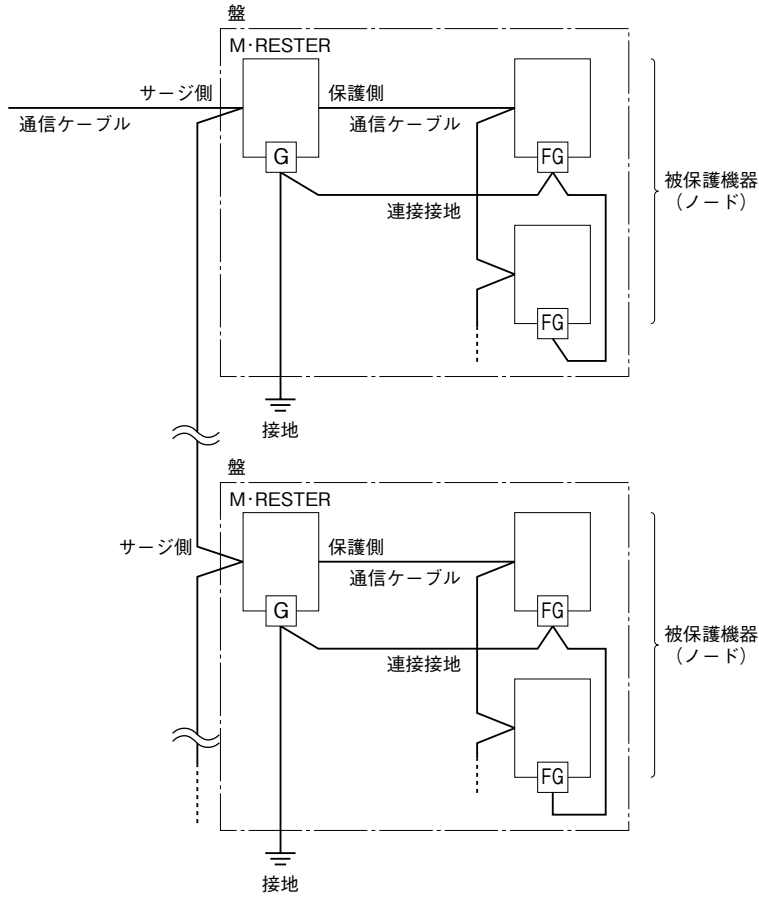 盤
M･RESTER
サージ側
保護側
通信ケーブル
通信ケーブル
G
FG
連接接地
被保護機器
（ノード）
FG
接地
盤
M･RESTER
サージ側
保護側
通信ケーブル
G
FG
連接接地
被保護機器
（ノード）
FG
接地